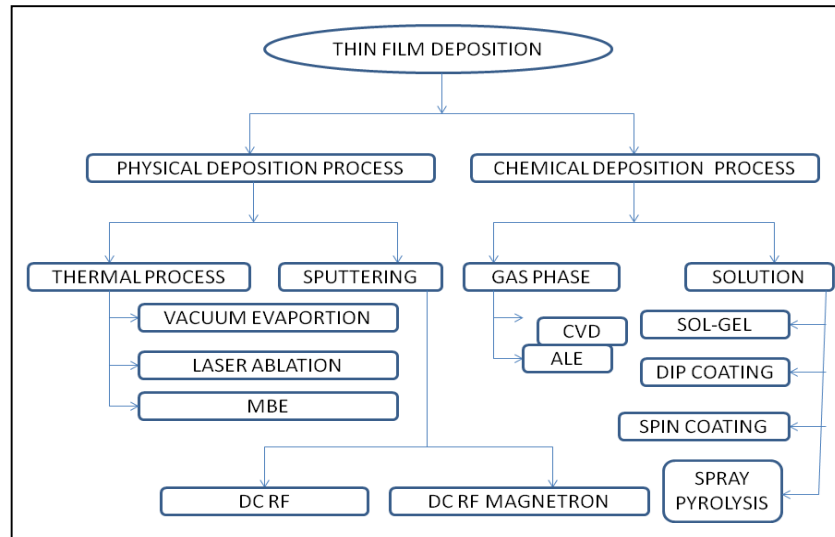 THIN FILM DEPOSITION
PHYSICAL DEPOSITION PROCESS
CHEMICAL DEPOSITION PROCESS
THERMAL PROCESS
SPUTTERING
GAS PHASE
SOLUTION
VACUUM EVAPORTION
LASER ABLATION
MBE
CVD
ALE
SOL-GEL
DIP COATING
SPIN COATING
SPRAY
PYROLYSIS
DC RF
DC RF MAGNETRON